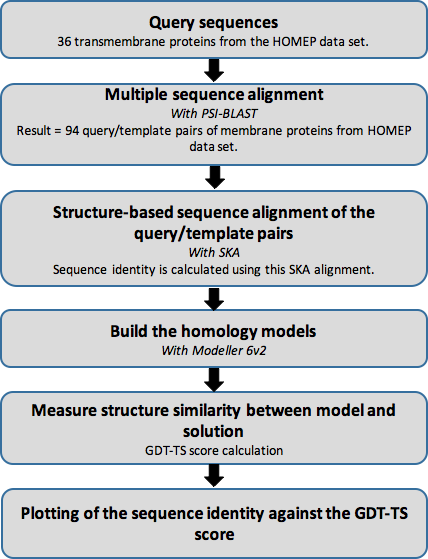 Query sequences
36 transmembrane proteins from the HOMEP data set.
Multiple sequence alignment
With PSI-BLAST
Result = 94 query/template pairs of membrane proteins from HOMEP
data set.
Structure-based sequence alignment of the
query/template pairs
With SKA
Sequence identity is calculated using this SKA alignment.
Build the homology models
With Modeller 6v2
Measure structure similarity between model and
solution
GDT-TS score calculation
Plotting of the sequence identity against the GDT-TS
score